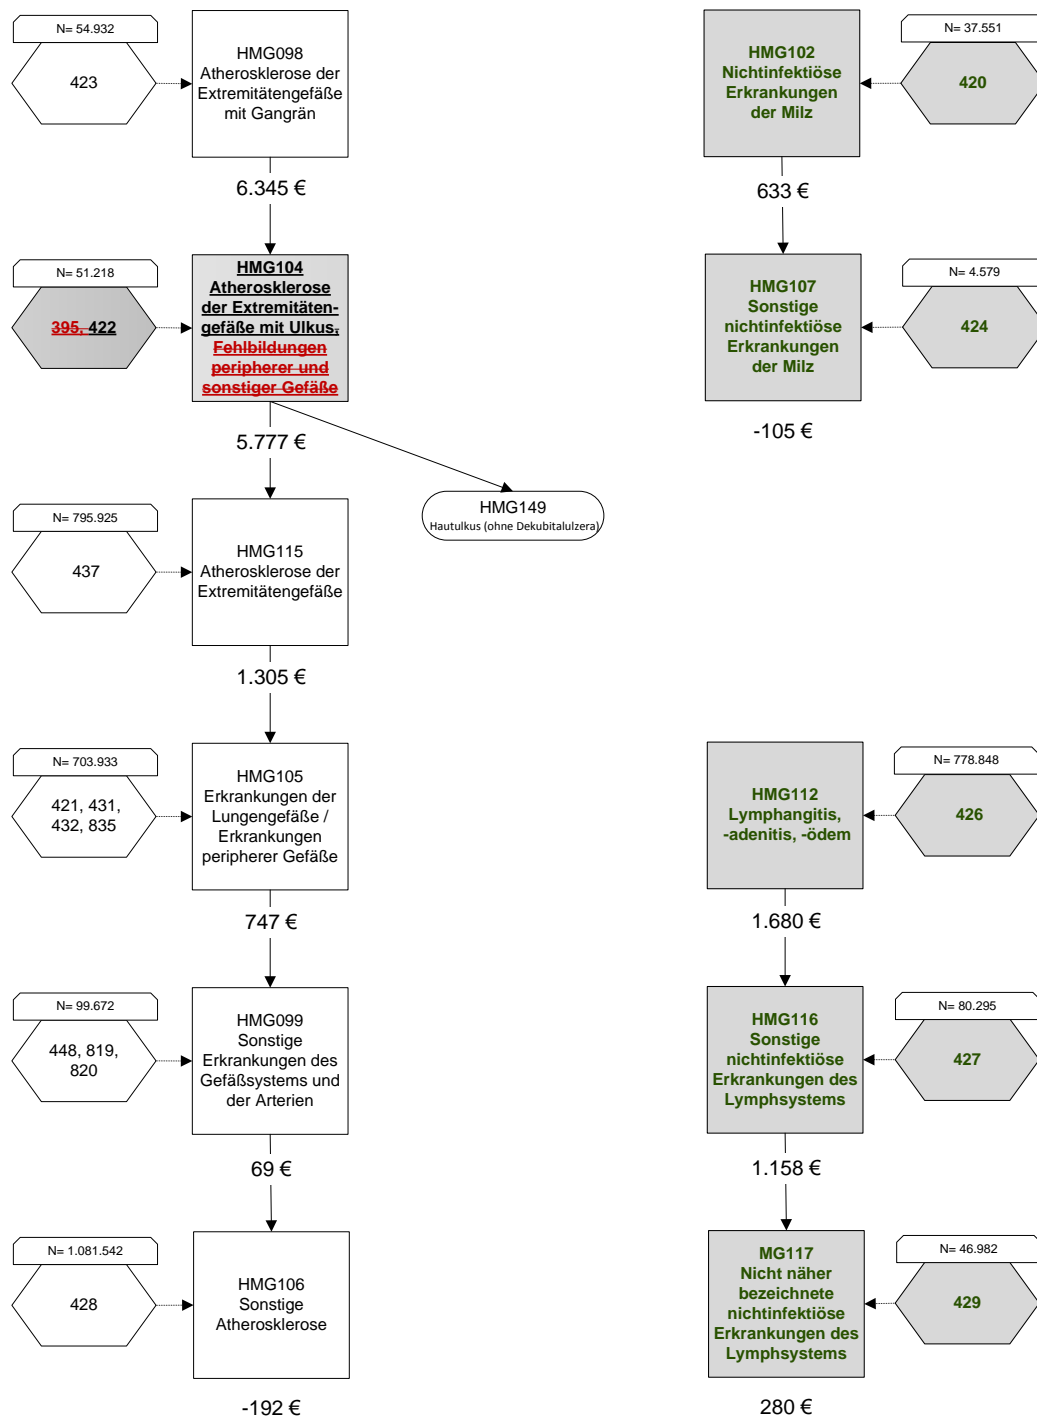 N= 54.932
423
HMG098
Atherosklerose der
Extremitätengefäße
mit Gangrän
6.345 €
N= 51.218
395, 422
HMG104
Atherosklerose
der Extremitäten-
gefäße mit Ulkus,
Fehlbildungen
peripherer und
sonstiger Gefäße
5.777 €
HMG149
Hautulkus (ohne Dekubitalulzera)
N= 795.925
437
HMG115
Atherosklerose der
Extremitätengefäße
1.305 €
N= 703.933
421, 431,
432, 835
HMG105
Erkrankungen der
Lungengefäße /
Erkrankungen
peripherer Gefäße
747 €
N= 99.672
448, 819,
820
HMG099
Sonstige
Erkrankungen des
Gefäßsystems und
der Arterien
69 €
N= 1.081.542
428
HMG106
Sonstige
Atherosklerose
-192 €
HMG102
Nichtinfektiöse
Erkrankungen
der Milz
N= 37.551
420
633 €
HMG107
Sonstige
nichtinfektiöse
Erkrankungen
der Milz
N= 4.579
424
-105 €
HMG112
Lymphangitis,
-adenitis, -ödem
N= 778.848
426
1.680 €
HMG116
Sonstige
nichtinfektiöse
Erkrankungen des
Lymphsystems
N= 80.295
427
1.158 €
MG117
Nicht näher
bezeichnete
nichtinfektiöse
Erkrankungen des
Lymphsystems
N= 46.982
429
280 €